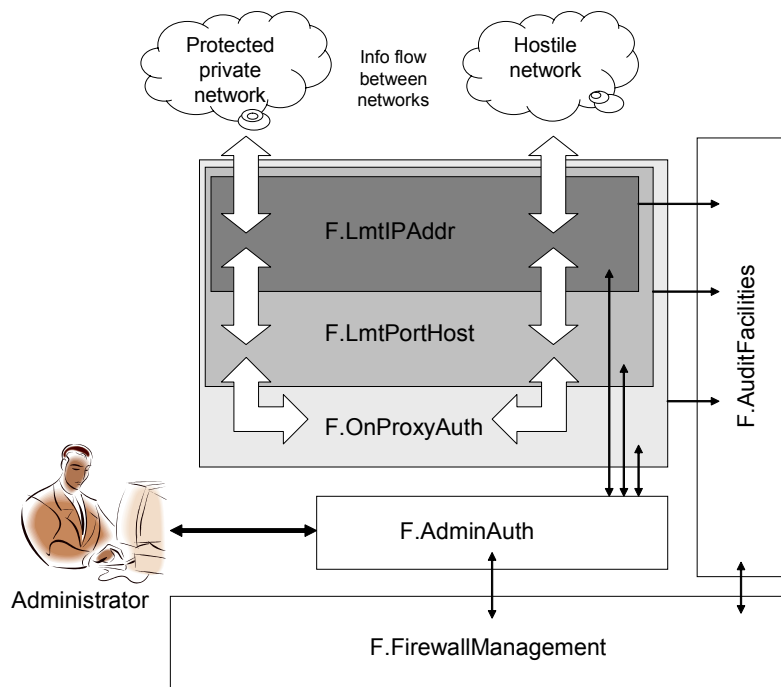 Protected
private
network
Info flow
between
networks
Hostile
network
F.LmtIPAddr
F.LmtPortHost
F.OnProxyAuth
F.AuditFacilities
F.AdminAuth
Administrator
F.FirewallManagement